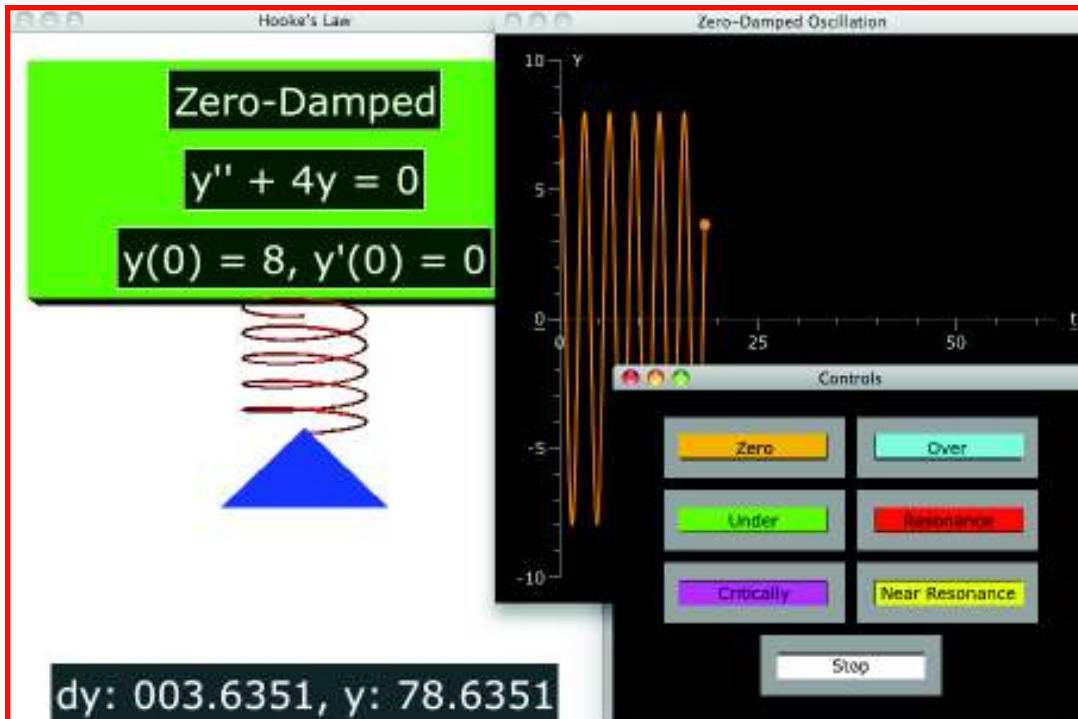 Hooke's Law
Zero-Damped
y'' + 4y = 0
y(0) = 8, y'(0) = 0
dy: 003.6351, y: 78.6351
Zero-Damped Oscillation
10
Y
5
0
0
25
50
t
-5
-10
Controls
Zero
Over
Under
Resonance
Critically
Near Resonance
Stop